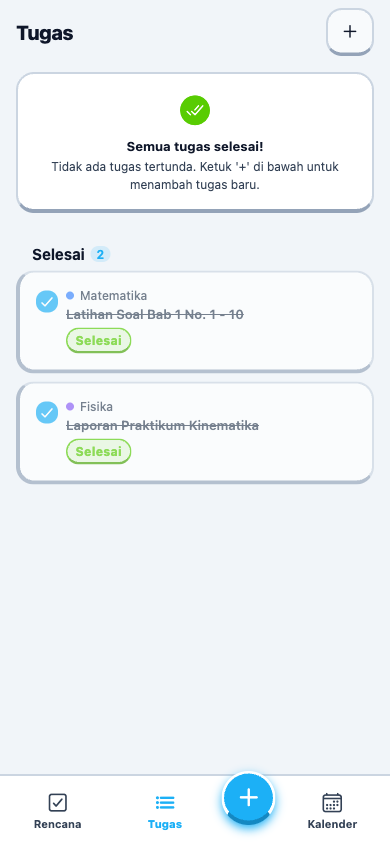 Tugas
Semua tugas selesai!
Tidak ada tugas tertunda. Ketuk '+' di bawah untuk
menambah tugas baru.
Selesai 2
Matematika
Latihan Soal Bab 1 No. 1 - 10
Selesai
Fisika
Laporan Praktikum Kinematika
Selesai
Rencana
Tugas
Kalender